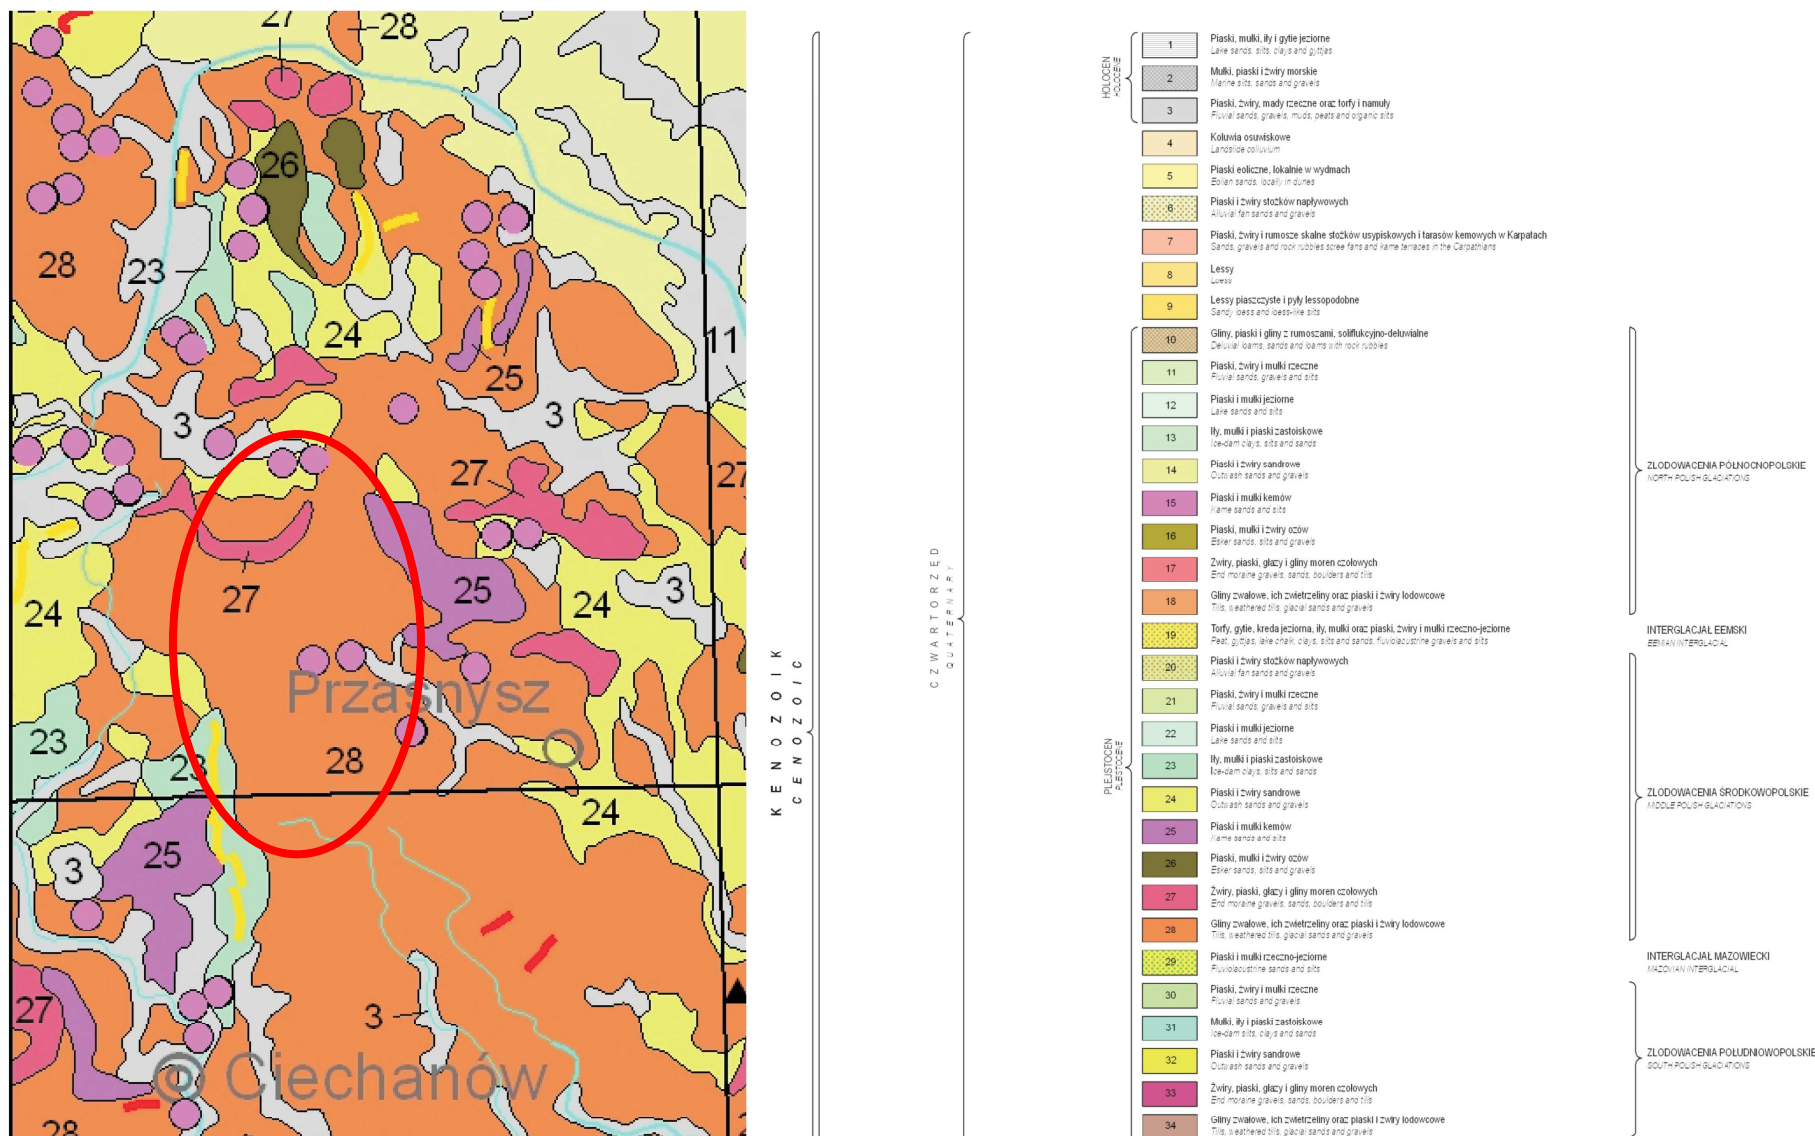 27
28
26
28
23
24
11
25
3
3
27
27
27
25
24
3
24
Przasnysz
23
23
28
24
25
3
27
3
Ciechanów
28
KENOZOIK
CENOZOIC
CZWARTORZĘD
QUATERNARY
HOLOCEN
HOLOCENE
1 Piaski, mułki, iły i gytie jeziorne
Lake sands, silts, clays and gyttjas
2 Mułki, piaski i żwiry morskie
Marine silts, sands and gravels
3 Piaski, żwiry, mady rzeczne oraz torfy i namuły
Fluvial sands, gravels, muds, peats and organic silts
4 Koluwia osuwiskowe
Landslide colluvium
5 Piaski eoliczne, lokalnie w wydmach
Eolian sands, locally in dunes
6 Piaski i żwiry stożków napływowych
Alluvial fan sands and gravels
7 Piaski, żwiry i rumosze skalne stożków usypiskowych i tarasów kemowych w Karpatach
Sands, gravels and rock rubbles scree fans and kame terraces in the Carpathians
8 Lessy
Loess
9 Lessy piaszczyste i pyły lessopodobne
Sandy loess and loess-like silts
PLEJSTOCEN
PLEISTOCENE
10 Gliny, piaski i gliny z rumoszami, soliflukcyjno-deluwialne
Deluvial loams, sands and loams with rock rubbles
11 Piaski, żwiry i mułki rzeczne
Fluvial sands, gravels and silts
12 Piaski i mułki jeziorne
Lake sands and silts
13 Iły, mułki i piaski zastoiskowe
Ice-dam clays, silts and sands
14 Piaski i żwiry sandrowe
Outwash sands and gravels
15 Piaski i mułki kemów
Kame sands and silts
16 Piaski, mułki i żwiry ozów
Esker sands, silts and gravels
17 Żwiry, piaski, głazy i gliny moren czołowych
End moraine gravels, sands, boulders and tills
18 Gliny zwałowe, ich zwietrzeliny oraz piaski i żwiry lodowcowe
Tills, weathered tills, glacial sands and gravels
ZLODOWACENIA PÓŁNOCNOPOLSKIE
NORTH POLISH GLACIATIONS
19 Torfy, gytie, kreda jeziorna, iły, mułki oraz piaski, żwiry i mułki rzeczno-jeziorne
Peat, gyttjas, lake chalk, clays, silts and sands, fluviolacustrine gravels and silts
INTERGLACJAŁ EEMSKI
EEMIAN INTERGLACIAL
20 Piaski i żwiry stożków napływowych
Alluvial fan sands and gravels
21 Piaski, żwiry i mułki rzeczne
Fluvial sands, gravels and silts
22 Piaski i mułki jeziorne
Lake sands and silts
23 Iły, mułki i piaski zastoiskowe
Ice-dam clays, silts and sands
24 Piaski i żwiry sandrowe
Outwash sands and gravels
25 Piaski i mułki kemów
Kame sands and silts
26 Piaski, mułki i żwiry ozów
Esker sands, silts and gravels
27 Żwiry, piaski, głazy i gliny moren czołowych
End moraine gravels, sands, boulders and tills
28 Gliny zwałowe, ich zwietrzeliny oraz piaski i żwiry lodowcowe
Tills, weathered tills, glacial sands and gravels
ZLODOWACENIA ŚRODKOWOPOLSKIE
MIDDLE POLISH GLACIATIONS
29 Piaski i mułki rzeczno-jeziorne
Fluviolacustrine sands and silts
INTERGLACJAŁ MAZOWIECKI
MAZOVIAN INTERGLACIAL
30 Piaski, żwiry i mułki rzeczne
Fluvial sands and gravels
31 Mułki, iły i piaski zastoiskowe
Ice-dam silts, clays and sands
32 Piaski i żwiry sandrowe
Outwash sands and gravels
33 Żwiry, piaski, głazy i gliny moren czołowych
End moraine gravels, sands, boulders and tills
34 Gliny zwałowe, ich zwietrzeliny oraz piaski i żwiry lodowcowe
Tills, weathered tills, glacial sands and gravels
ZLODOWACENIA POŁUDNIOWOPOLSKIE
SOUTH POLISH GLACIATIONS